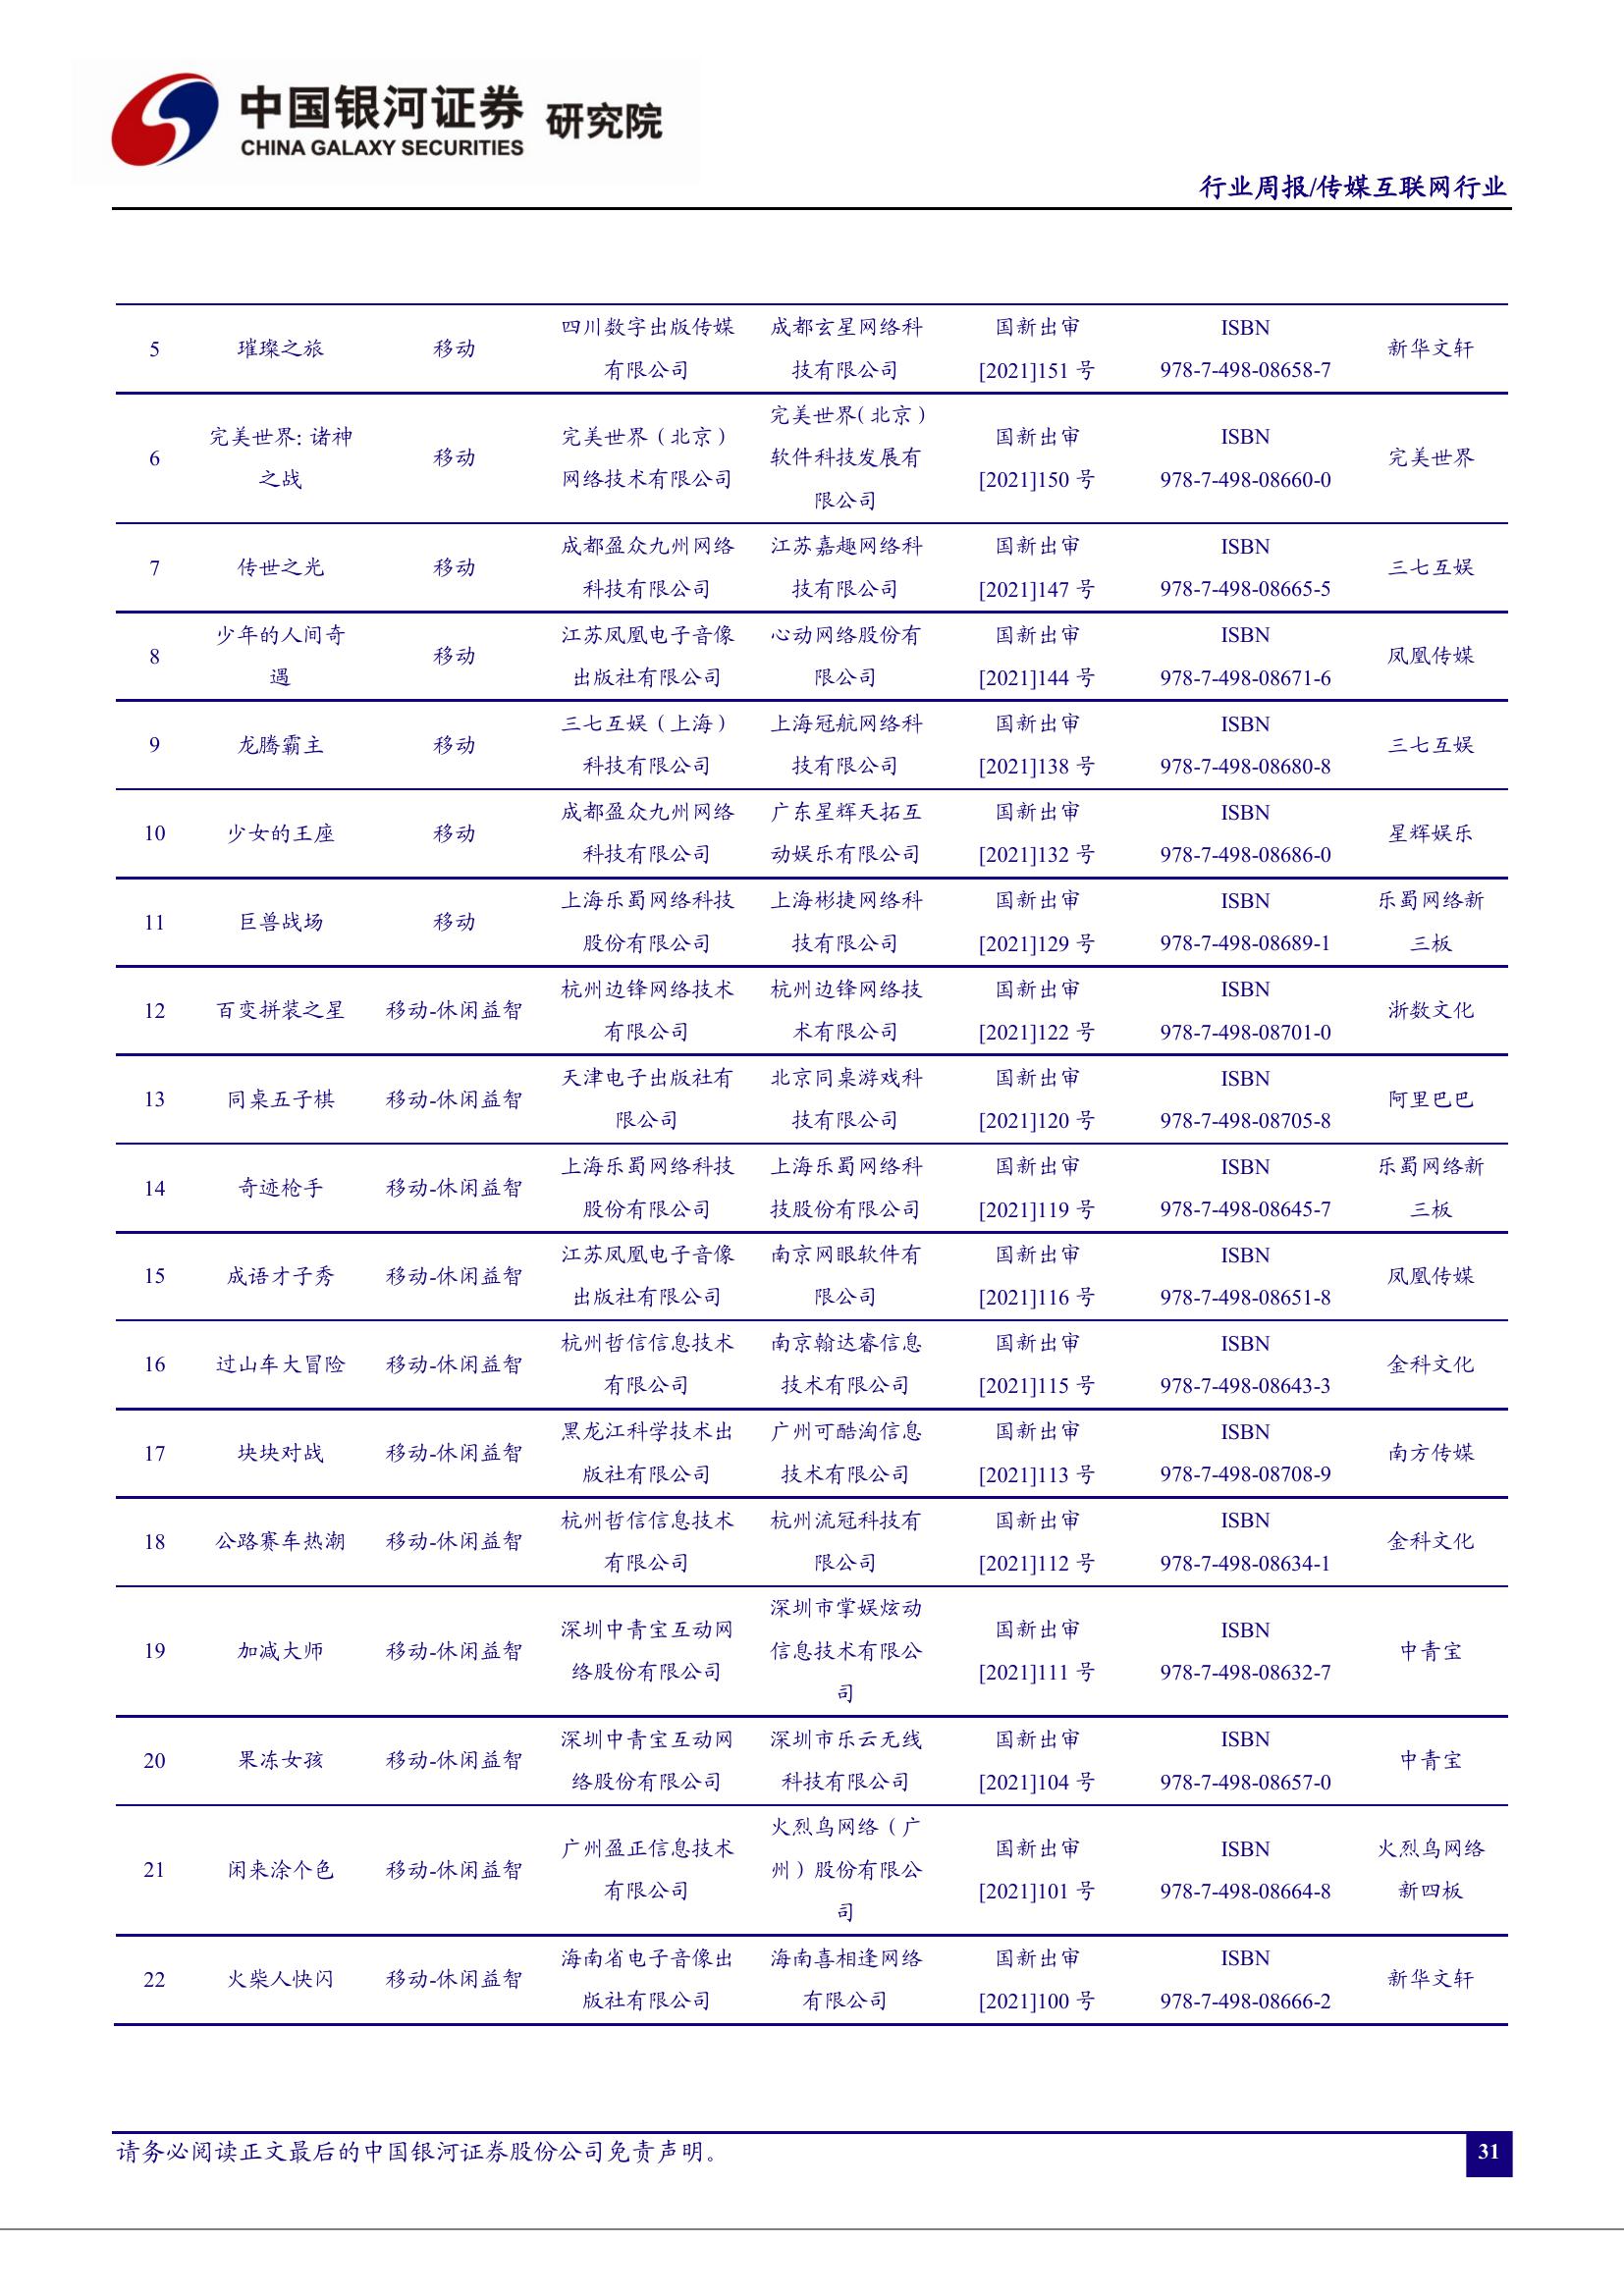 中国银河证券 研究院
CHINA GALAXY SECURITIES
行业周报/传媒互联网行业
5 璀璨之旅 移动 四川数字出版传媒有限公司 成都玄星网络科技有限公司 国新出审[2021]151 号 ISBN 978-7-498-08658-7 新华文轩
6 完美世界: 诸神之战 移动 完美世界（北京）网络技术有限公司 完美世界（北京）软件科技发展有限公司 国新出审[2021]150 号 ISBN 978-7-498-08660-0 完美世界
7 传世之光 移动 成都盈众九州网络科技有限公司 江苏嘉趣网络科技有限公司 国新出审[2021]147 号 ISBN 978-7-498-08665-5 三七互娱
8 少年的人间奇遇 移动 江苏凤凰电子音像出版社有限公司 心动网络股份有限公司 国新出审[2021]144 号 ISBN 978-7-498-08671-6 凤凰传媒
9 龙腾霸主 移动 三七互娱（上海）科技有限公司 上海冠航网络科技有限公司 国新出审[2021]138 号 ISBN 978-7-498-08680-8 三七互娱
10 少女的王座 移动 成都盈众九州网络科技有限公司 广东星辉天拓互动娱乐有限公司 国新出审[2021]132 号 ISBN 978-7-498-08686-0 星辉娱乐
11 巨兽战场 移动 上海乐蜀网络科技股份有限公司 上海彬捷网络科技有限公司 国新出审[2021]129 号 ISBN 978-7-498-08689-1 乐蜀网络新三板
12 百变拼装之星 移动-休闲益智 杭州边锋网络技术有限公司 杭州边锋网络技术有限公司 国新出审[2021]122 号 ISBN 978-7-498-08701-0 浙数文化
13 同桌五子棋 移动-休闲益智 天津电子出版社有限公司 北京同桌游戏科技有限公司 国新出审[2021]120 号 ISBN 978-7-498-08705-8 阿里巴巴
14 奇迹枪手 移动-休闲益智 上海乐蜀网络科技股份有限公司 上海乐蜀网络科技股份有限公司 国新出审[2021]119 号 ISBN 978-7-498-08645-7 乐蜀网络新三板
15 成语才子秀 移动-休闲益智 江苏凤凰电子音像出版社有限公司 南京网眼软件有限公司 国新出审[2021]116 号 ISBN 978-7-498-08651-8 凤凰传媒
16 过山车大冒险 移动-休闲益智 杭州哲信信息技术有限公司 南京翰达睿信息技术有限公司 国新出审[2021]115 号 ISBN 978-7-498-08643-3 金科文化
17 块块对战 移动-休闲益智 黑龙江科学技术出版社有限公司 广州可酷淘信息技术有限公司 国新出审[2021]113 号 ISBN 978-7-498-08708-9 南方传媒
18 公路赛车热潮 移动-休闲益智 杭州哲信信息技术有限公司 杭州流冠科技有限公司 国新出审[2021]112 号 ISBN 978-7-498-08634-1 金科文化
19 加减大师 移动-休闲益智 深圳中青宝互动网络股份有限公司 深圳市掌娱炫动信息技术有限公司 国新出审[2021]111 号 ISBN 978-7-498-08632-7 中青宝
20 果冻女孩 移动-休闲益智 深圳中青宝互动网络股份有限公司 深圳市乐云无线科技有限公司 国新出审[2021]104 号 ISBN 978-7-498-08657-0 中青宝
21 闲来涂个色 移动-休闲益智 广州盈正信息技术有限公司 火烈鸟网络（广州）股份有限公司 国新出审[2021]101 号 ISBN 978-7-498-08664-8 火烈鸟网络新四板
22 火柴人快闪 移动-休闲益智 海南省电子音像出版社有限公司 海南喜相逢网络有限公司 国新出审[2021]100 号 ISBN 978-7-498-08666-2 新华文轩
请务必阅读正文最后的中国银河证券股份公司免责声明。
31